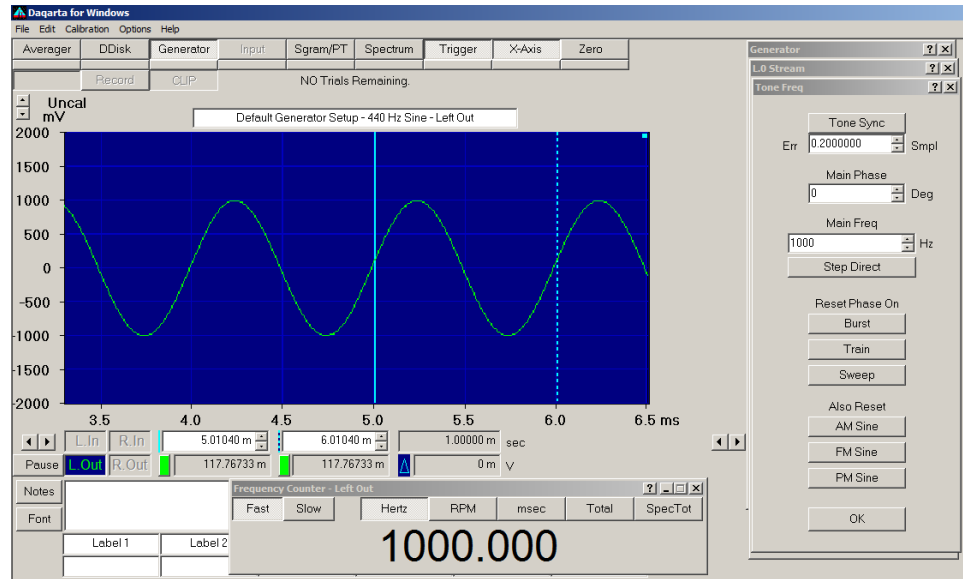 Daqarta for Windows
File Edit Calibration Options Help
Averager DDisk Generator Input Sgram/PT Spectrum Trigger X-Axis Zero
Record CLIP NO Trials Remaining.
Uncal
mV
Default Generator Setup - 440 Hz Sine - Left Out
2000
1500
1000
500
0
-500
-1000
-1500
-2000
3.5 4.0 4.5 5.0 5.5 6.0 6.5 ms
L.In R.In 5.01040 m 6.01040 m 1.00000 m sec
Pause L.Out R.Out 117.76733 m 117.76733 m Δ 0 m V
Notes
Font
Label 1 Label 2
Frequency Counter - Left Out
Fast Slow Hertz RPM msec Total SpecTot
1000.000
Generator
L.0 Stream
Tone Freq
Tone Sync
Err 0.2000000 Smpl
Main Phase
0 Deg
Main Freq
1000 Hz
Step Direct
Reset Phase On
Burst
Train
Sweep
Also Reset
AM Sine
FM Sine
PM Sine
OK